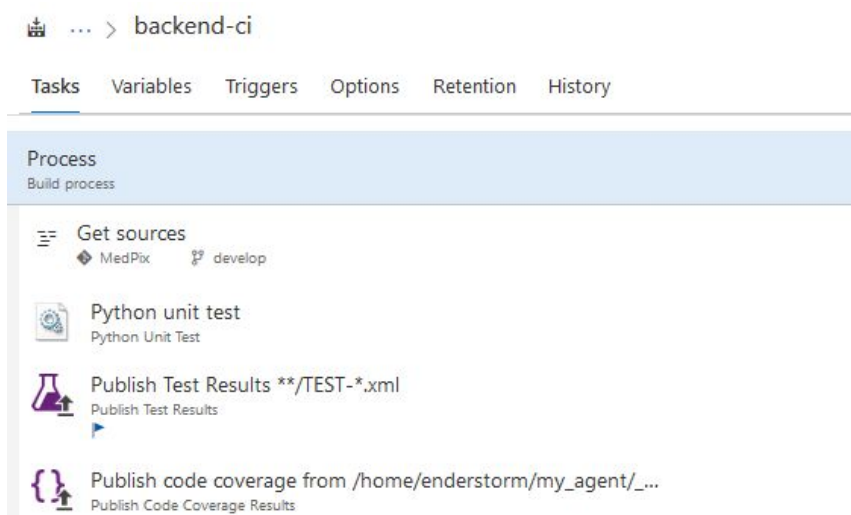 ... > backend-ci
Tasks Variables Triggers Options Retention History
Process
Build process
Get sources
MedPix develop
Python unit test
Python Unit Test
Publish Test Results **/TEST-*.xml
Publish Test Results
Publish code coverage from /home/enderstorm/my_agent/_...
Publish Code Coverage Results